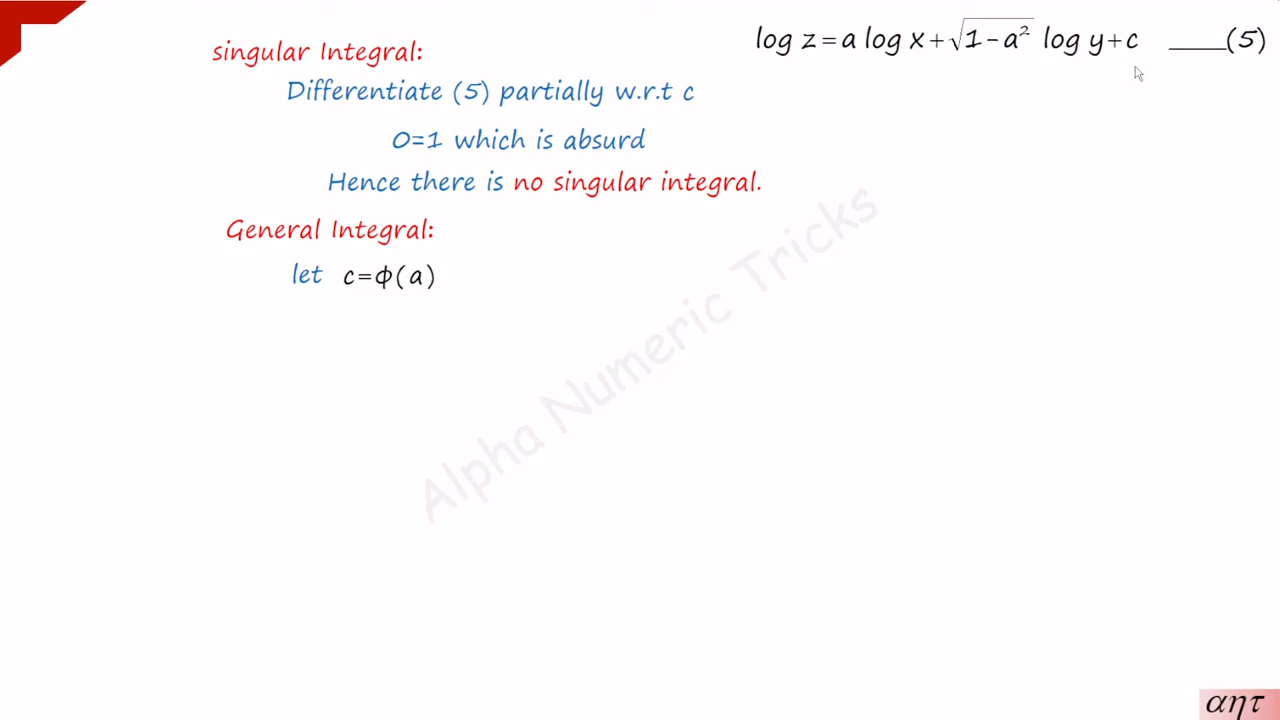 log z = a log x + √1-a² log y + c ____(5)
singular Integral:
Differentiate (5) partially w.r.t c
0=1 which is absurd
Hence there is no singular integral.
General Integral:
let c=ϕ(a)
Alpha Numeric Tricks
αητ